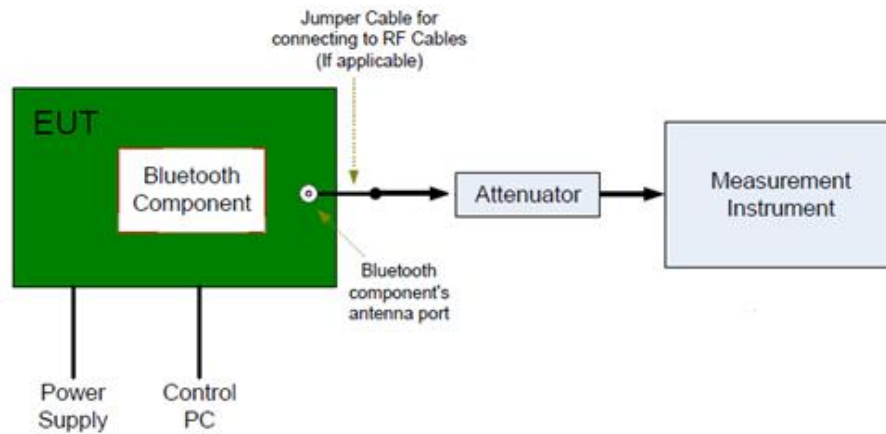 Jumper Cable for
connecting to RF Cables
(If applicable)
EUT
Bluetooth
Component
Attenuator
Measurement
Instrument
Bluetooth
component's
antenna port
Power
Supply
Control
PC